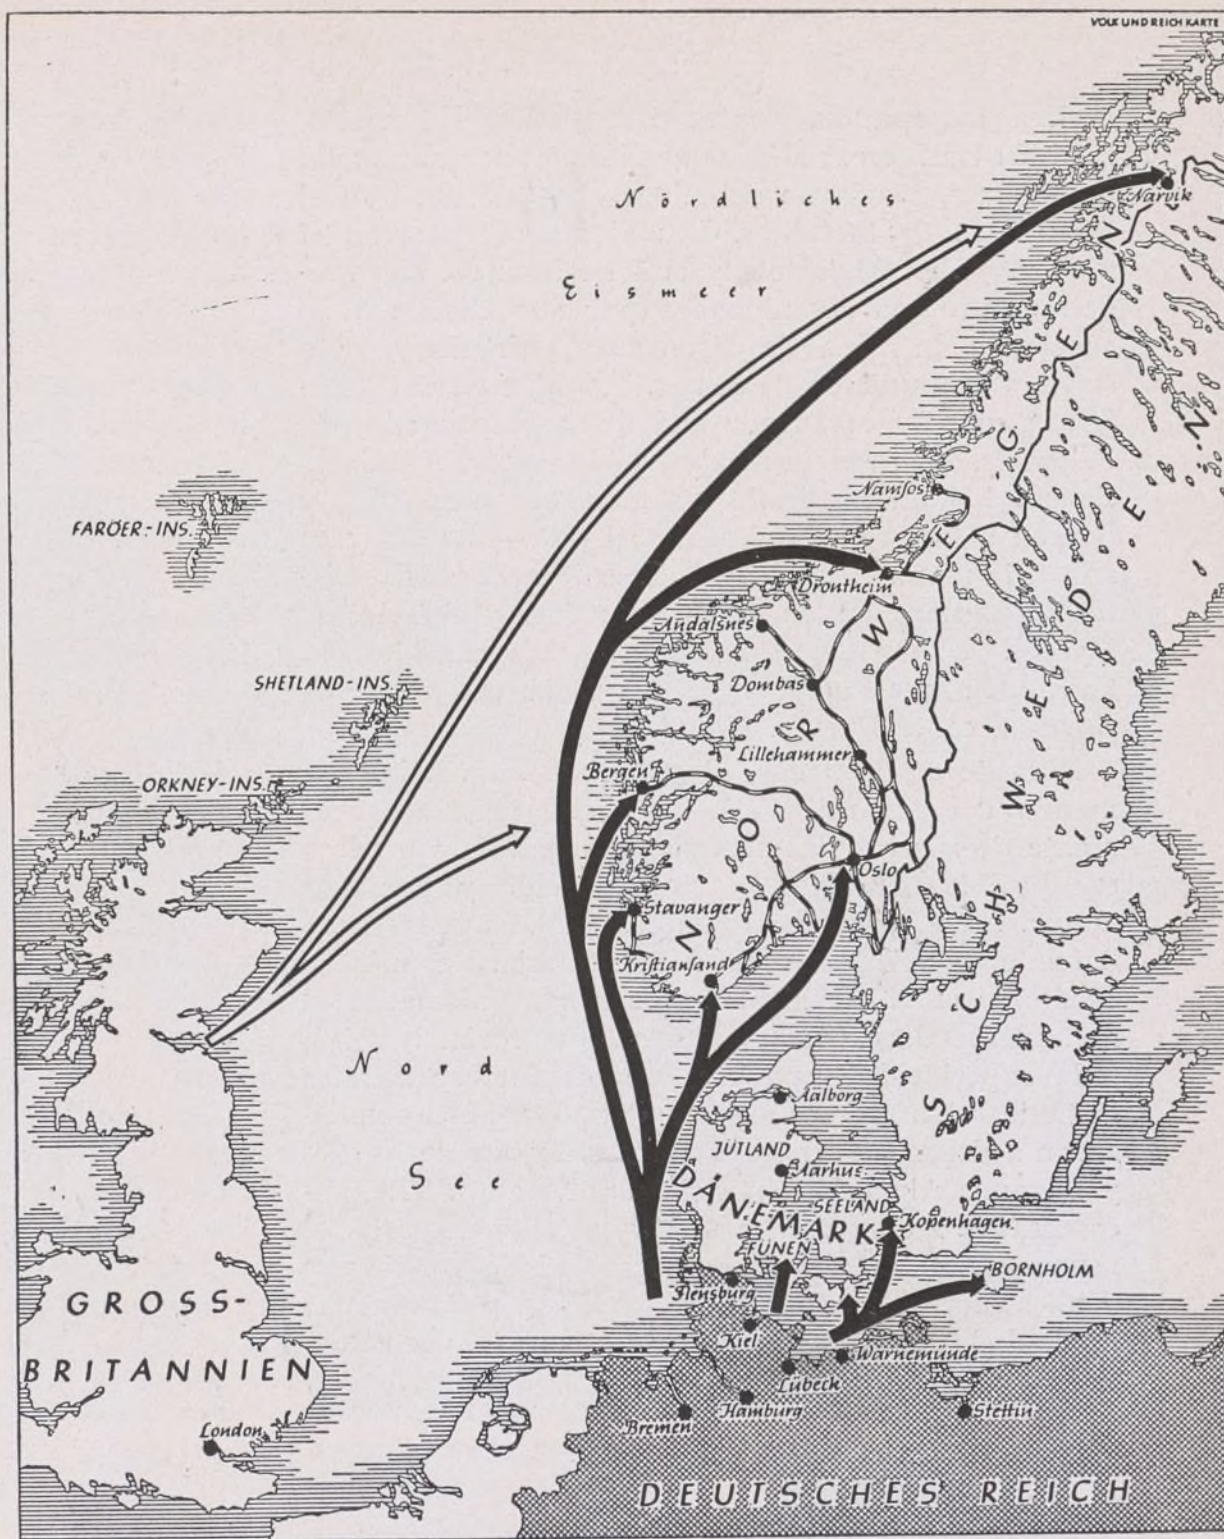 VOLK UND REICH KARTE
Nördliches
Eismeer
Narvik
NORWEGEN
SCHWEDEN
Namsos
FARÖER-INS.
Drontheim
Andalsnes
Dombas
SHETLAND-INS.
Lillehammer
Bergen
ORKNEY-INS.
Oslo
Stavanger
Kristiansand
Nord
See
Aalborg
JÜTLAND
Aarhus
DÄNEMARK
SEELAND
Kopenhagen
FÜNEN
BORNHOLM
Flensburg
GROSS-
BRITANNIEN
Kiel
Warnemünde
Lübeck
Hamburg
Bremen
Stettin
London
DEUTSCHES REICH